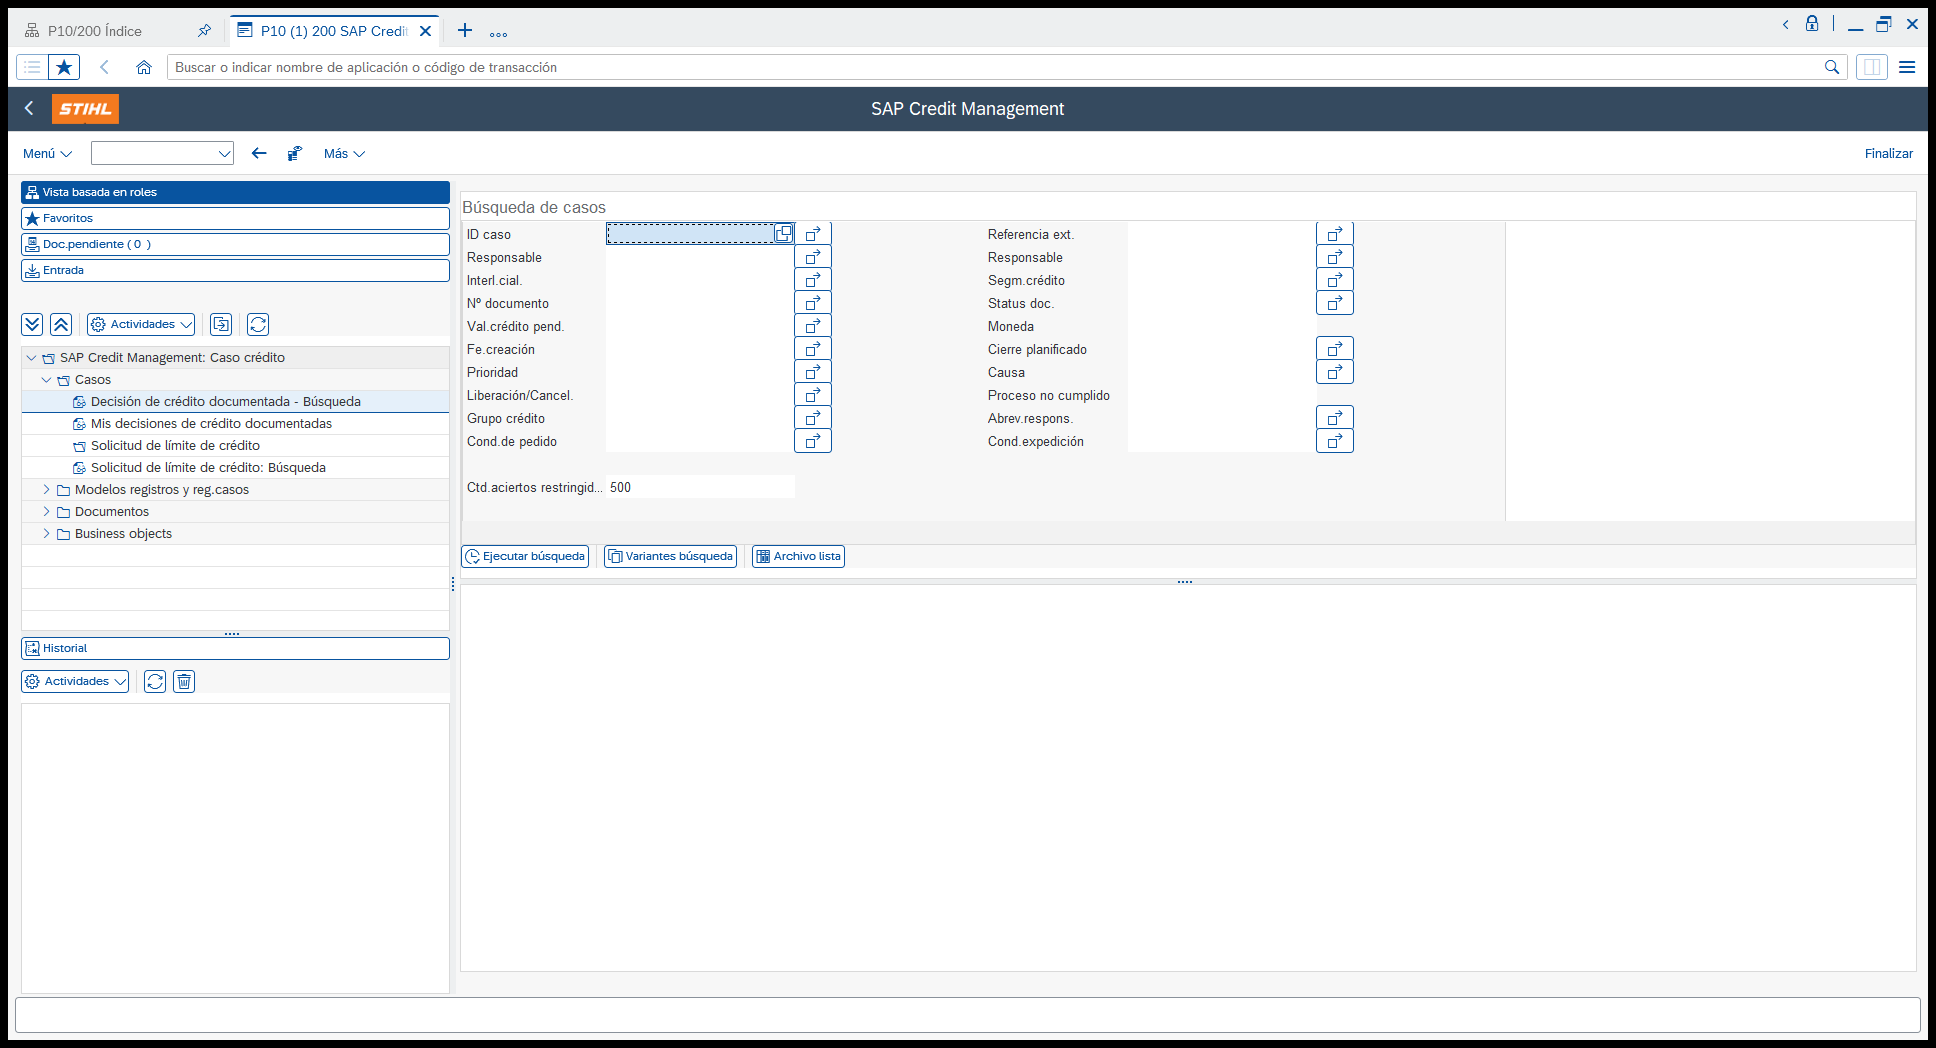 P10/200 Índice
P10 (1) 200 SAP Credit
Buscar o indicar nombre de aplicación o código de transacción
STIHL
SAP Credit Management
Menú
Más
Finalizar
Vista basada en roles
Favoritos
Doc.pendiente ( 0 )
Entrada
Actividades
SAP Credit Management: Caso crédito
Casos
Decisión de crédito documentada - Búsqueda
Mis decisiones de crédito documentadas
Solicitud de límite de crédito
Solicitud de límite de crédito: Búsqueda
Modelos registros y reg.casos
Documentos
Business objects
Historial
Actividades
Búsqueda de casos
ID caso
Referencia ext.
Responsable
Responsable
Interl.cial.
Segm.crédito
Nº documento
Status doc.
Val.crédito pend.
Moneda
Fe.creación
Cierre planificado
Prioridad
Causa
Liberación/Cancel.
Proceso no cumplido
Grupo crédito
Abrev.respons.
Cond.de pedido
Cond.expedición
Ctd.aciertos restringid... 500
Ejecutar búsqueda
Variantes búsqueda
Archivo lista